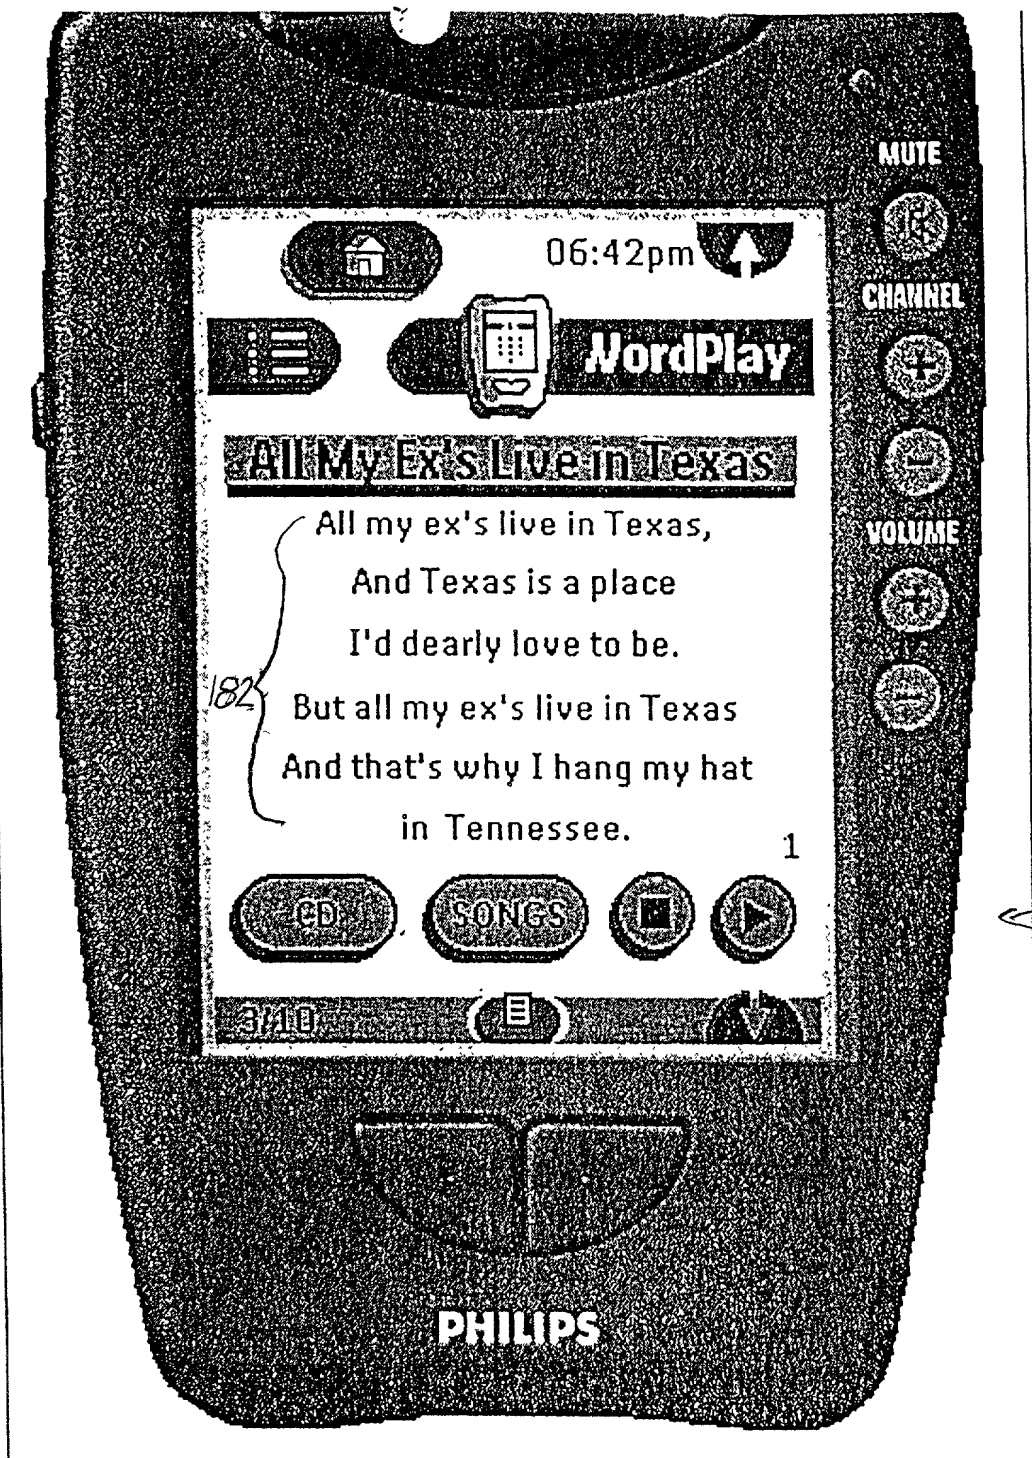 MUTE
06:42pm
CHANNEL
WordPlay
All My Ex's Live in Texas
All my ex's live in Texas,
VOLUME
And Texas is a place
I'd dearly love to be.
182
But all my ex's live in Texas
And that's why I hang my hat
in Tennessee.
1
CD
SONGS
3/10
PHILIPS